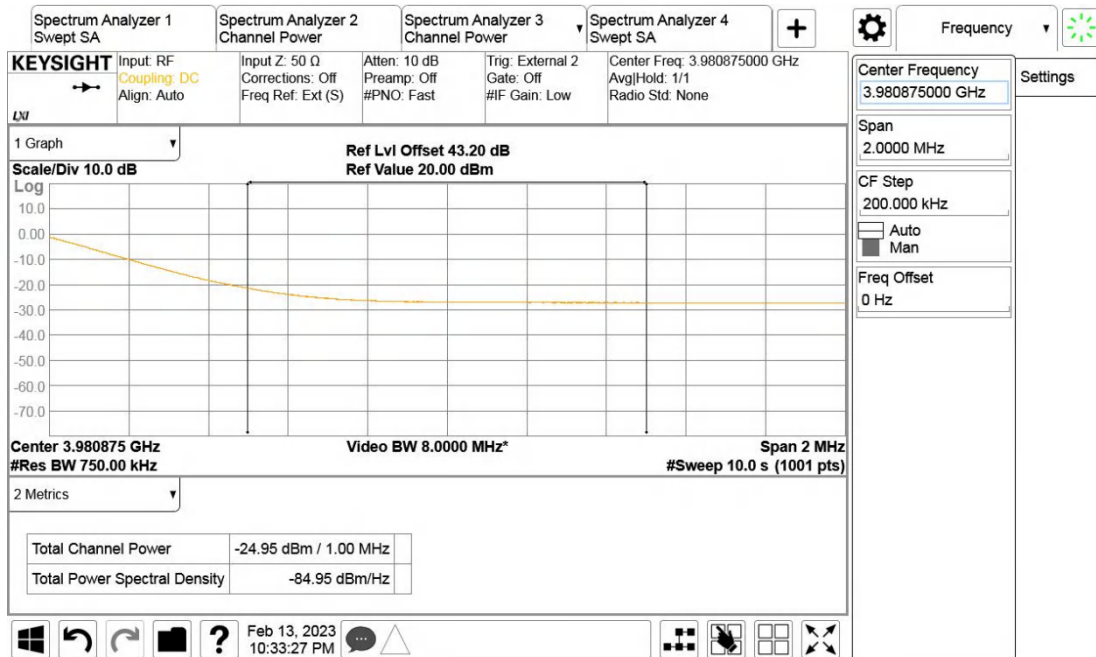 Spectrum Analyzer 1
Swept SA
Spectrum Analyzer 2
Channel Power
Spectrum Analyzer 3
Channel Power
Spectrum Analyzer 4
Swept SA
Frequency
KEYSIGHT
LXI
Input: RF
Coupling: DC
Align: Auto
Input Z: 50 Ω
Corrections: Off
Freq Ref: Ext (S)
Atten: 10 dB
Preamp: Off
#PNO: Fast
Trig: External 2
Gate: Off
#IF Gain: Low
Center Freq: 3.980875000 GHz
Avg|Hold: 1/1
Radio Std: None
Center Frequency
3.980875000 GHz
Settings
Span
2.0000 MHz
CF Step
200.000 kHz
Auto
Man
Freq Offset
0 Hz
1 Graph
Scale/Div 10.0 dB
Ref Lvl Offset 43.20 dB
Ref Value 20.00 dBm
Log
10.0
0.00
-10.0
-20.0
-30.0
-40.0
-50.0
-60.0
-70.0
Center 3.980875 GHz
#Res BW 750.00 kHz
Video BW 8.0000 MHz*
Span 2 MHz
#Sweep 10.0 s (1001 pts)
2 Metrics
Total Channel Power -24.95 dBm / 1.00 MHz
Total Power Spectral Density -84.95 dBm/Hz
Feb 13, 2023
10:33:27 PM